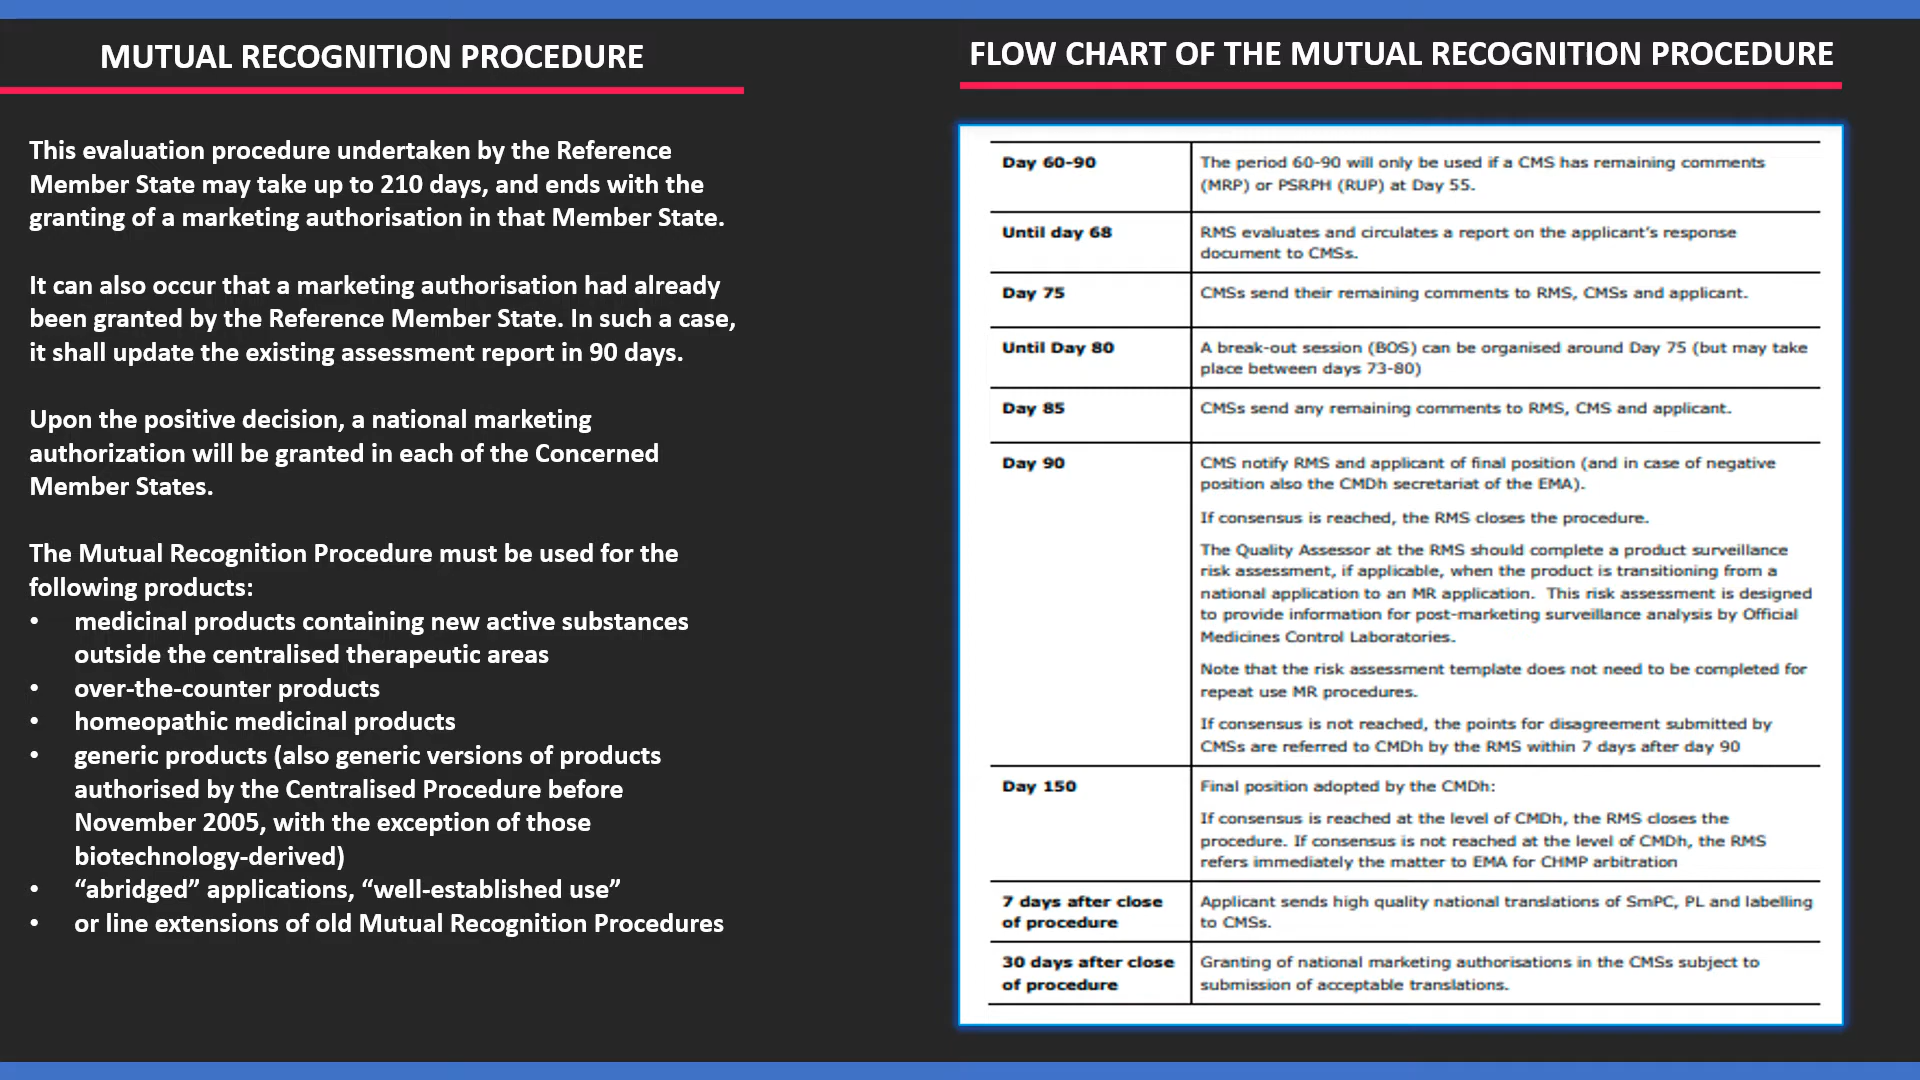 MUTUAL RECOGNITION PROCEDURE
This evaluation procedure undertaken by the Reference
Member State may take up to 210 days, and ends with the
granting of a marketing authorisation in that Member State.
It can also occur that a marketing authorisation had already
been granted by the Reference Member State. In such a case,
it shall update the existing assessment report in 90 days.
Upon the positive decision, a national marketing
authorization will be granted in each of the Concerned
Member States.
The Mutual Recognition Procedure must be used for the
following products:
• medicinal products containing new active substances
outside the centralised therapeutic areas
• over-the-counter products
• homeopathic medicinal products
• generic products (also generic versions of products
authorised by the Centralised Procedure before
November 2005, with the exception of those
biotechnology-derived)
• “abridged” applications, “well-established use”
• or line extensions of old Mutual Recognition Procedures
FLOW CHART OF THE MUTUAL RECOGNITION PROCEDURE
Day 60-90
The period 60-90 will only be used if a CMS has remaining comments
(MRP) or PSRPH (RUP) at Day 55.
Until day 68
RMS evaluates and circulates a report on the applicant's response
document to CMSs.
Day 75
CMSs send their remaining comments to RMS, CMSs and applicant.
Until Day 80
A break-out session (BOS) can be organised around Day 75 (but may take
place between days 73-80)
Day 85
CMSs send any remaining comments to RMS, CMS and applicant.
Day 90
CMS notify RMS and applicant of final position (and in case of negative
position also the CMDh secretariat of the EMA).
If consensus is reached, the RMS closes the procedure.
The Quality Assessor at the RMS should complete a product surveillance
risk assessment, if applicable, when the product is transitioning from a
national application to an MR application. This risk assessment is designed
to provide information for post-marketing surveillance analysis by Official
Medicines Control Laboratories.
Note that the risk assessment template does not need to be completed for
repeat use MR procedures.
If consensus is not reached, the points for disagreement submitted by
CMSs are referred to CMDh by the RMS within 7 days after day 90
Day 150
Final position adopted by the CMDh:
If consensus is reached at the level of CMDh, the RMS closes the
procedure. If consensus is not reached at the level of CMDh, the RMS
refers immediately the matter to EMA for CHMP arbitration
7 days after close
of procedure
Applicant sends high quality national translations of SmPC, PL and labelling
to CMSs.
30 days after close
of procedure
Granting of national marketing authorisations in the CMSs subject to
submission of acceptable translations.